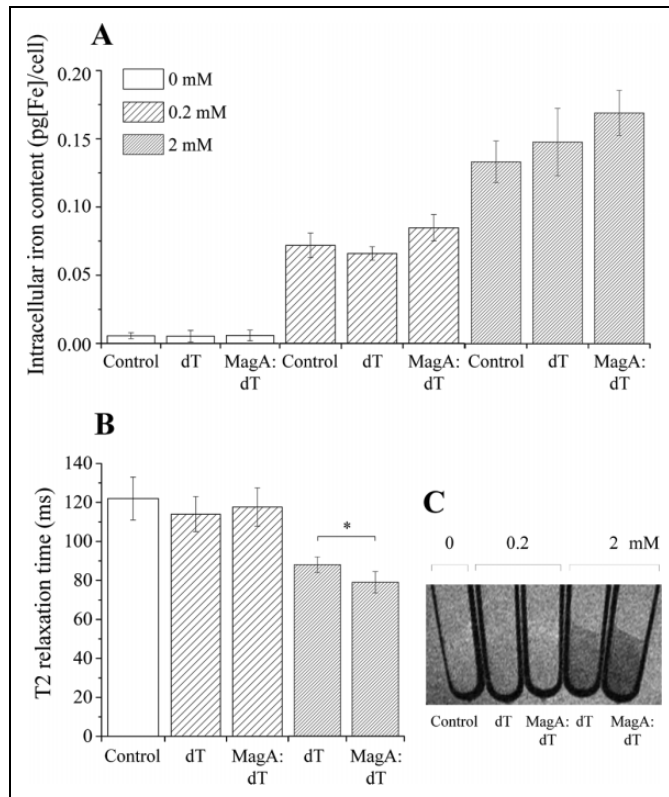 A
Intracellular iron content (pg[Fe]/cell)
0.20
0.15
0.10
0.05
0.00
0 mM
0.2 mM
2 mM
Control dT MagA: Control dT MagA: Control dT MagA:
dT dT dT
B
T2 relaxation time (ms)
140
120
100
80
60
40
20
0
*
Control dT MagA: dT MagA:
dT dT
C
0 0.2 2 mM
Control dT MagA: dT MagA:
dT dT